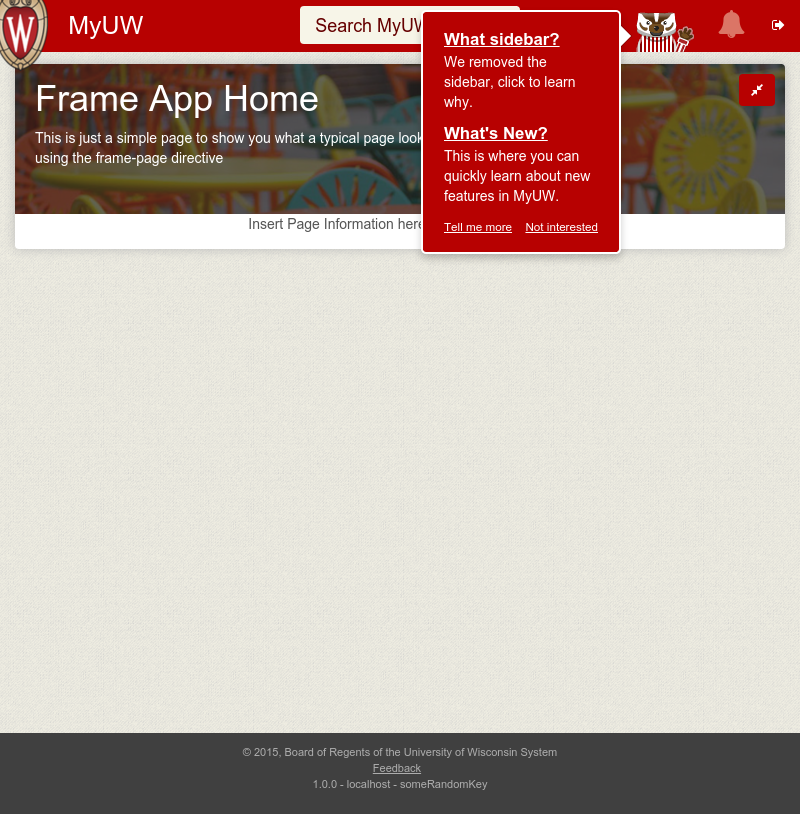 W
MyUW
Search MyUW
What sidebar?
We removed the
sidebar, click to learn
why.
What's New?
This is where you can
quickly learn about new
features in MyUW.
Tell me more Not interested
Frame App Home
This is just a simple page to show you what a typical page
using the frame-page directive
Insert Page Information here
© 2015, Board of Regents of the University of Wisconsin System
Feedback
1.0.0 - localhost - someRandomKey